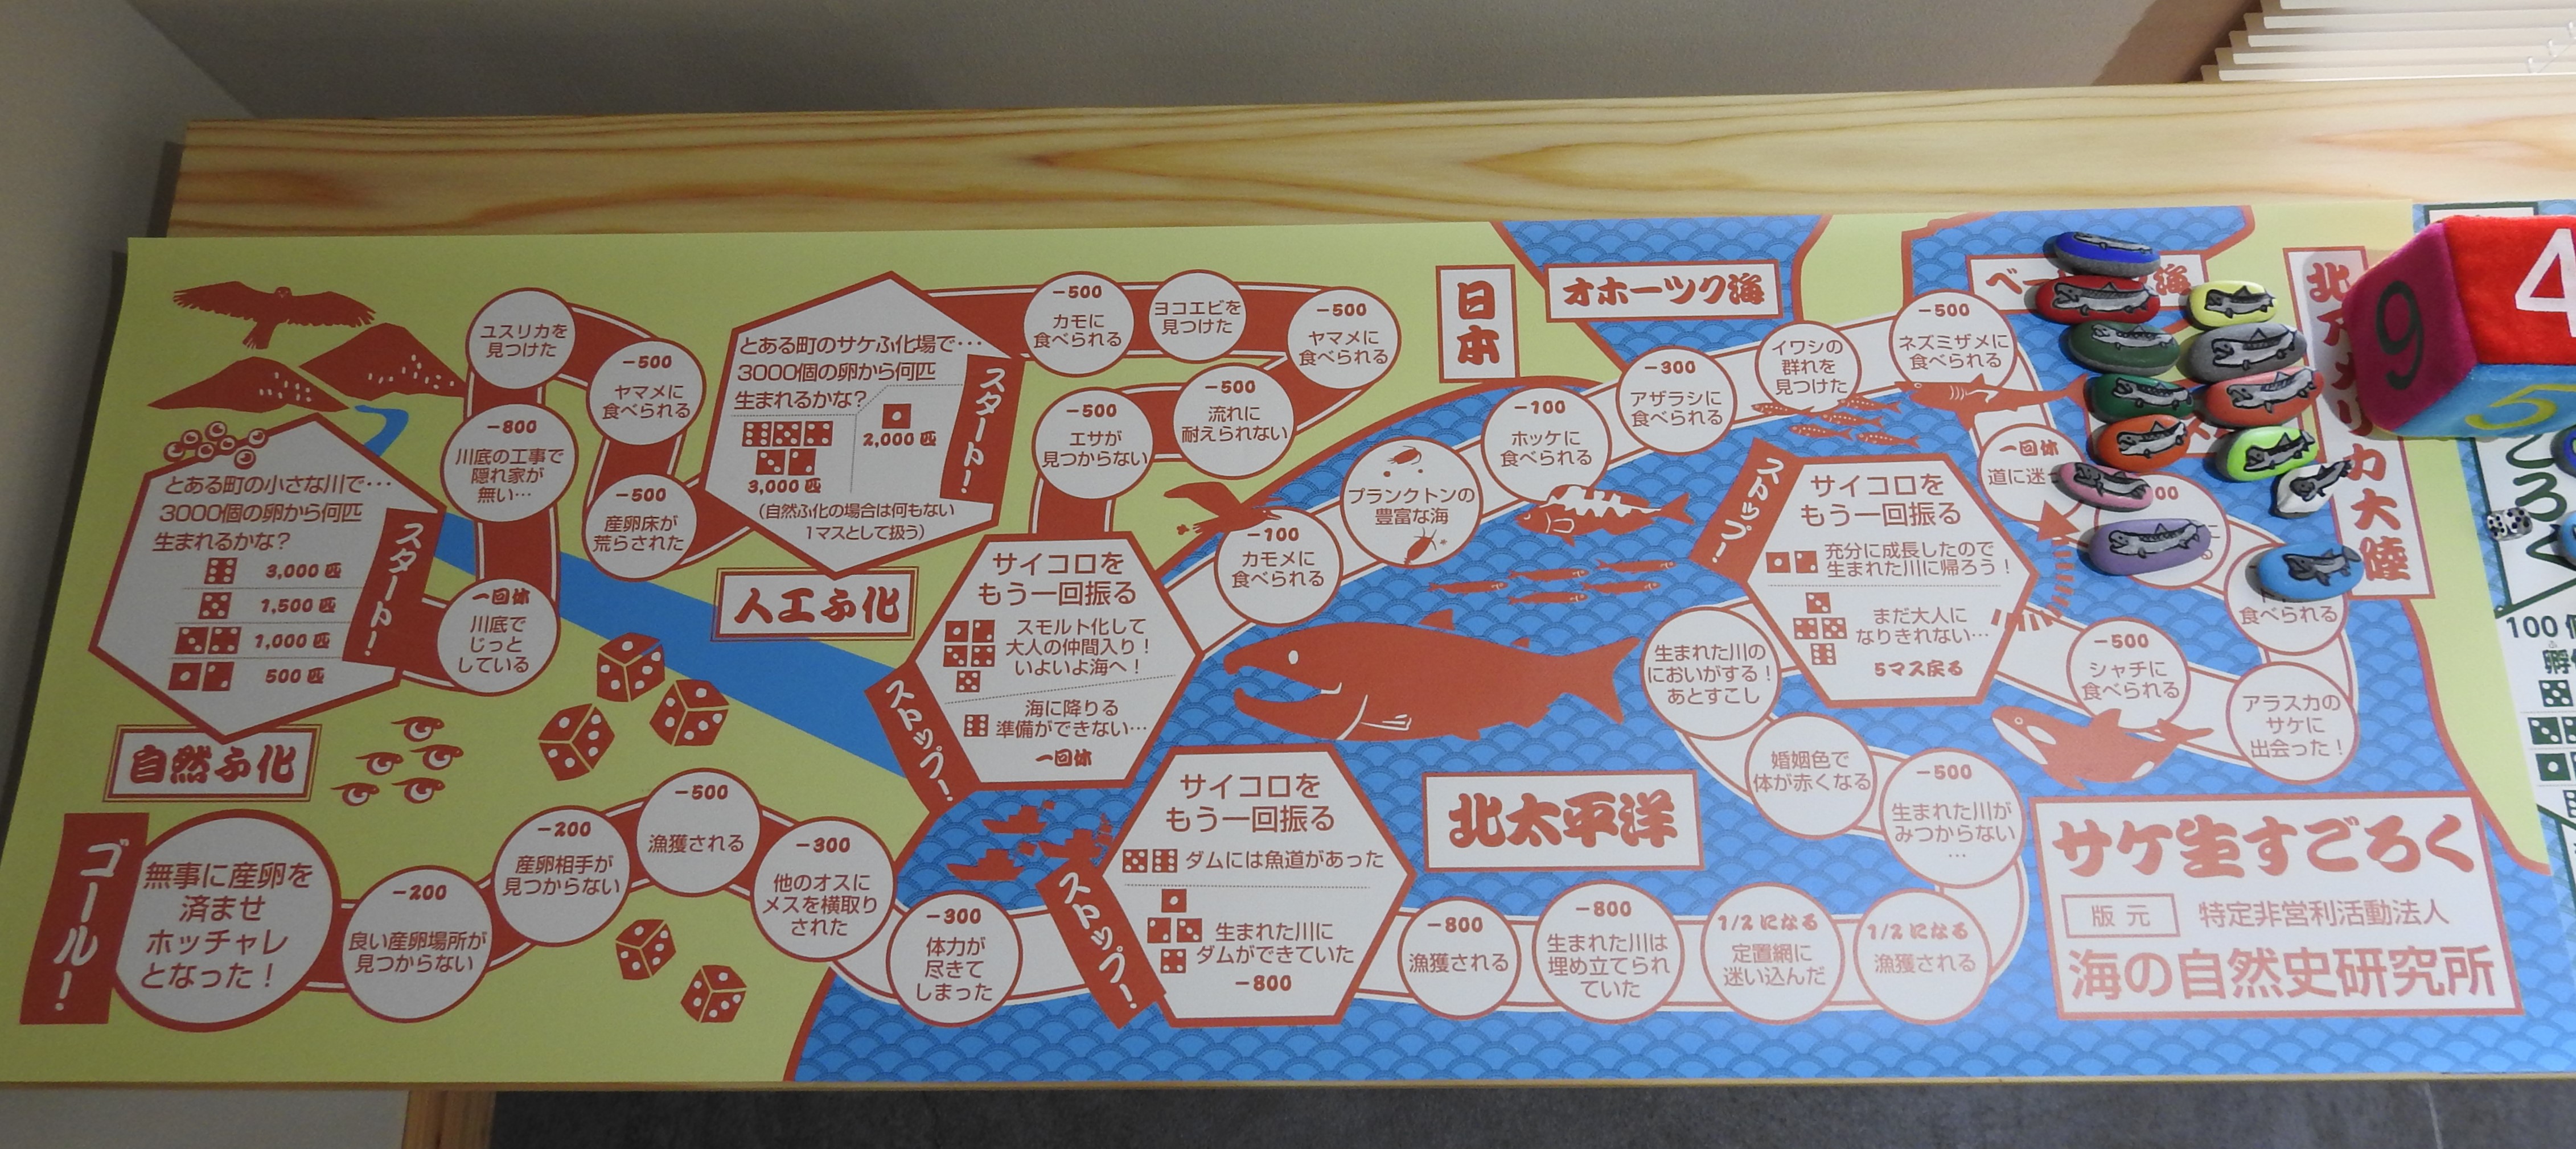 とある町の小さな川で…
3000個の卵から何匹
生まれるかな?
3,000 匹
1,500 匹
1,000 匹
500 匹
スタート!
自然ふ化
一回休
川底で
じっと
している
-800
川底の工事で
隠れ家が
無い…
ユスリカを
見つけた
-500
ヤマメに
食べられる
-500
産卵床が
荒らされた
とある町のサケふ化場で…
3000個の卵から何匹
生まれるかな?
2,000 匹
3,000 匹
(自然ふ化の場合は何もない
1マスとして扱う)
スタート!
人工ふ化
-500
カモに
食べられる
ヨコエビを
見つけた
-500
ヤマメに
食べられる
-500
流れに
耐えられない
-500
エサが
見つからない
サイコロを
もう一回振る
スモルト化して
大人の仲間入り!
いよいよ海へ!
海に降りる
準備ができない…
一回休
ストップ!
-100
カモメに
食べられる
プランクトンの
豊富な海
-100
ホッケに
食べられる
-300
アザラシに
食べられる
イワシの
群れを
見つけた
-500
ネズミザメに
食べられる
一回休
道に迷
食べられる
アラスカの
サケに
出会った!
-500
シャチに
食べられる
サイコロを
もう一回振る
充分に成長したので
生まれた川に帰ろう!
まだ大人に
なりきれない…
5マス戻る
ストップ!
生まれた川の
においがする!
あとすこし
婚姻色で
体が赤くなる
-500
生まれた川が
みつからない
…
1/2 になる
漁獲される
1/2 になる
定置網に
迷い込んだ
-800
生まれた川は
埋め立てられ
ていた
-800
漁獲される
サイコロを
もう一回振る
ダムには魚道があった
生まれた川に
ダムができていた
-800
ストップ!
-300
体力が
尽きて
しまった
-300
他のオスに
メスを横取り
された
-500
漁獲される
-200
産卵相手が
見つからない
-200
良い産卵場所が
見つからない
無事に産卵を
済ませ
ホッチャレ
となった!
ゴール!
日本
オホーツク海
海
大陸
北太平洋
サケ生すごろく
版元
特定非営利活動法人
海の自然史研究所
9
4
5